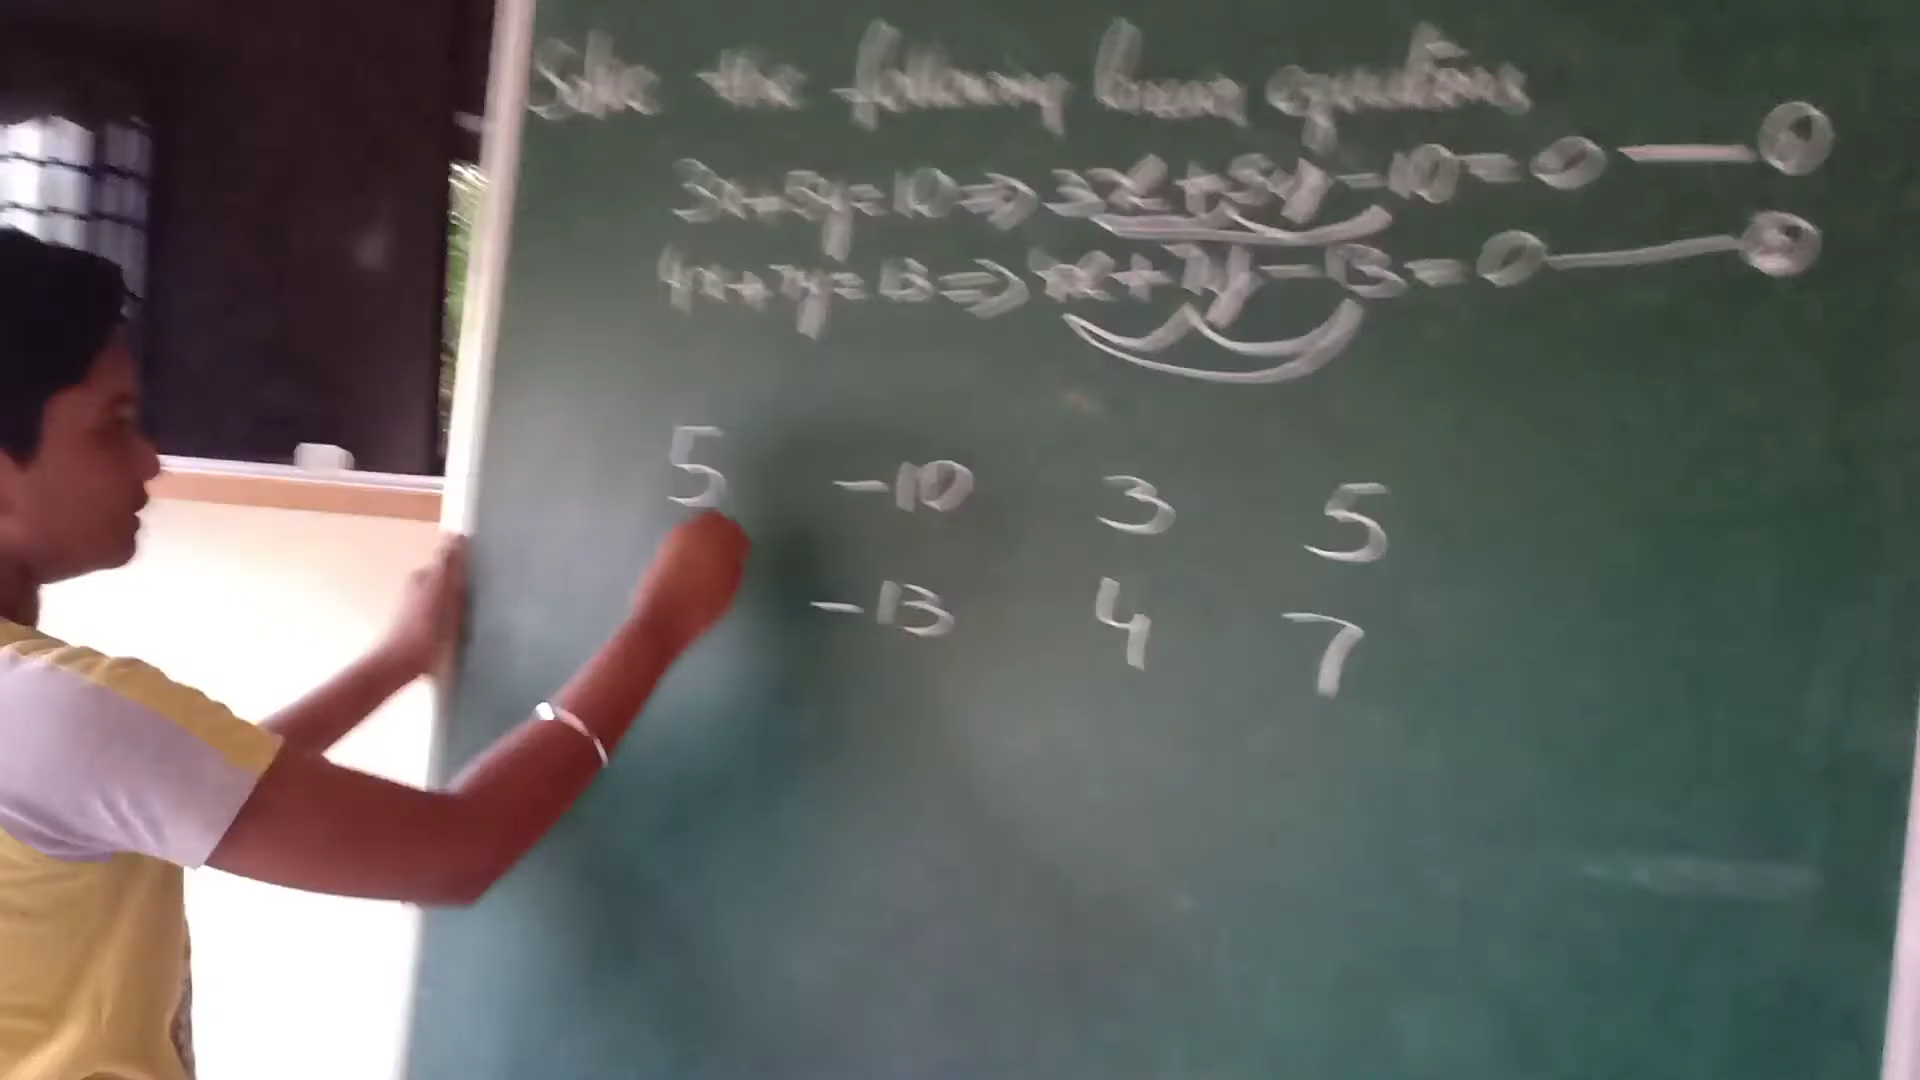 Solve the following linear equations
3x+5y=10 ⇒ 3x+5y-10=0 — ①
4x+7y=13 ⇒ 4x+7y-13=0 — ②
5 -10 3 5
-13 4 7